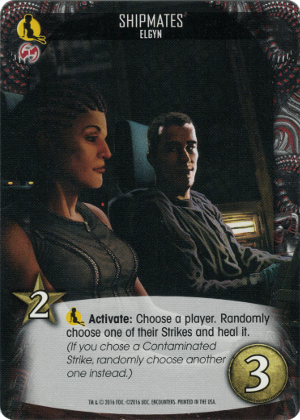 SHIPMATES
ELGYN
2
Activate: Choose a player. Randomly
choose one of their Strikes and heal it.
(If you chose a Contaminated
Strike, randomly choose another
one instead.)
3
TM & © 2016 FOX. ©2016 UDC. ENCOUNTERS. PRINTED IN THE USA.